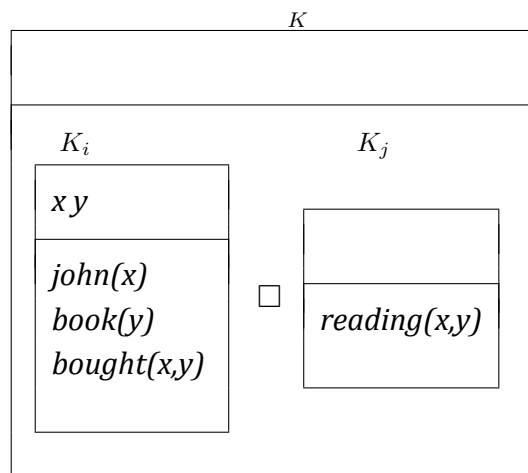 K
K_i K_j
x y
john(x)
book(y)
bought(x,y)
□
reading(x,y)